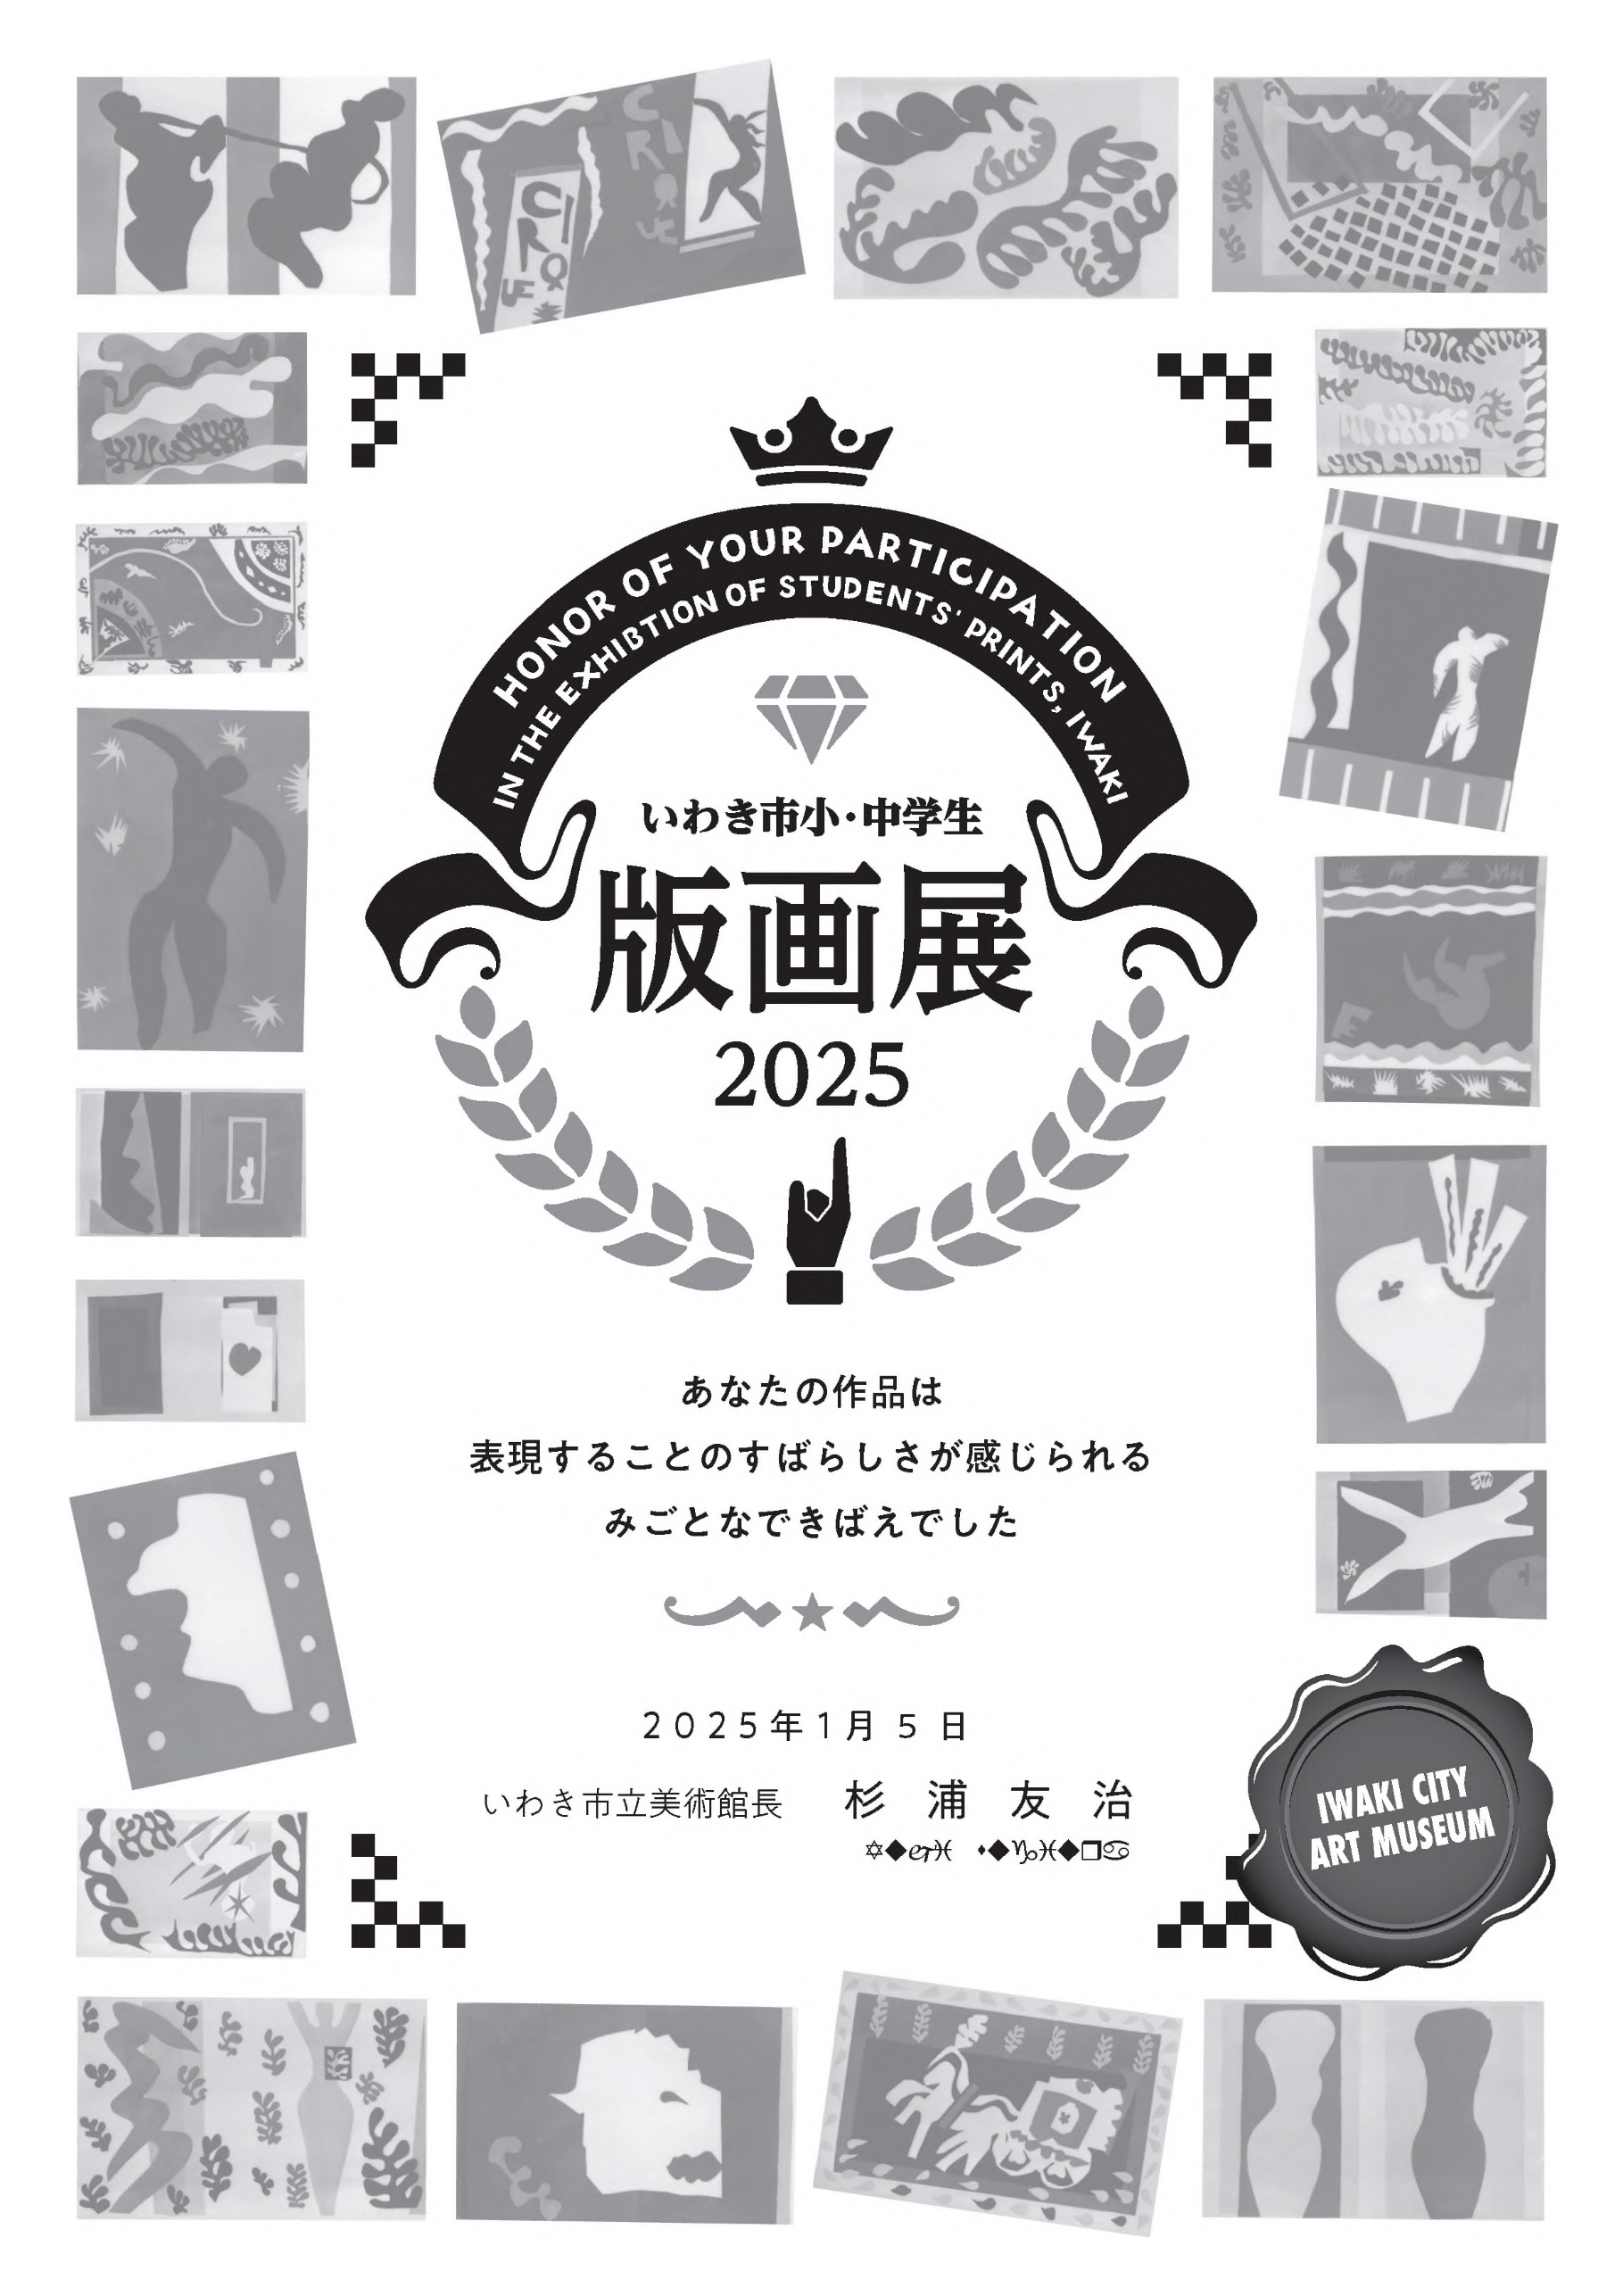 CIRQUE
CIRQUE
HONOR OF YOUR PARTICIPATION
IN THE EXHIBTION OF STUDENTS' PRINTS, IWAKI
いわき市小・中学生
版画展
2025
E
あなたの作品は
表現することのすばらしさが感じられる
みごとなできばえでした
2025年1月 5 日
いわき市立美術館長 杉 浦 友 治
IWAKI CITY
ART MUSEUM